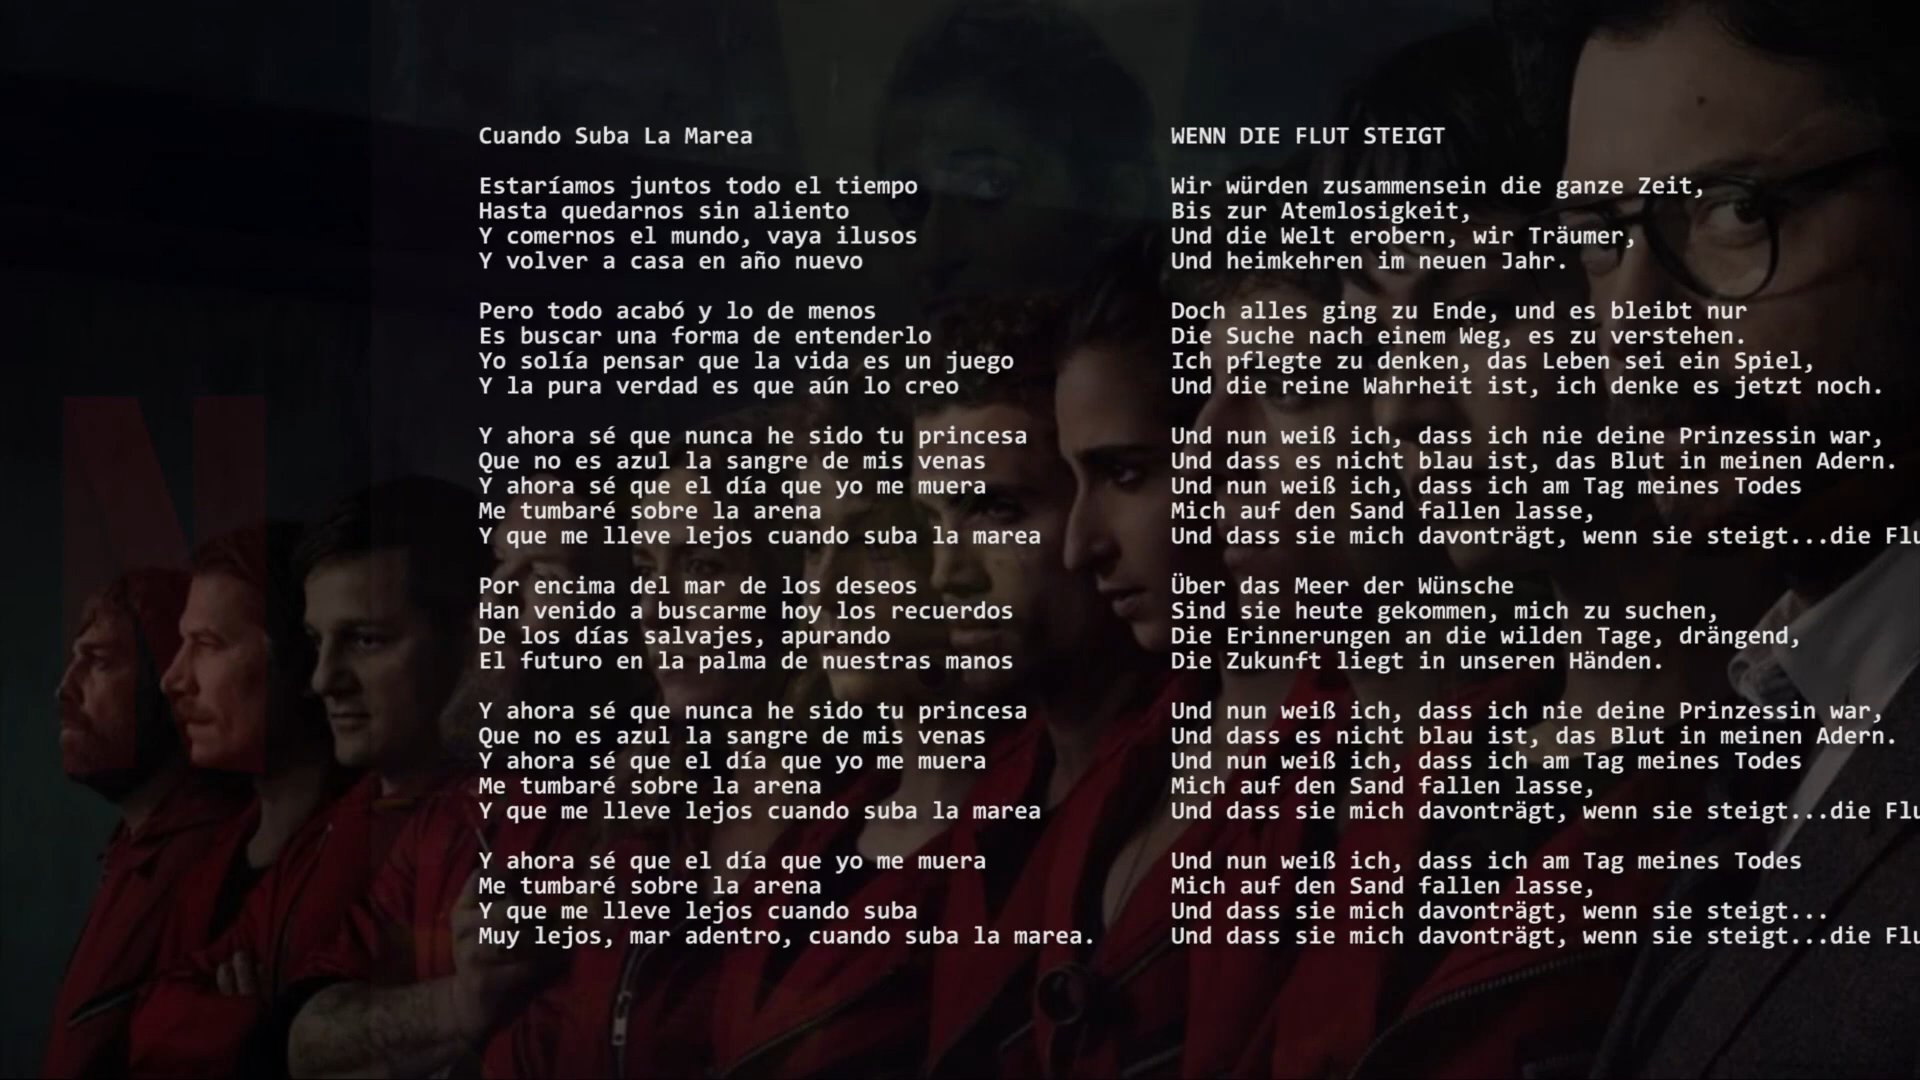 Cuando Suba La Marea
Estaríamos juntos todo el tiempo
Hasta quedarnos sin aliento
Y comernos el mundo, vaya ilusos
Y volver a casa en año nuevo
Pero todo acabó y lo de menos
Es buscar una forma de entenderlo
Yo solía pensar que la vida es un juego
Y la pura verdad es que aún lo creo
Y ahora sé que nunca he sido tu princesa
Que no es azul la sangre de mis venas
Y ahora sé que el día que yo me muera
Me tumbaré sobre la arena
Y que me lleve lejos cuando suba la marea
Por encima del mar de los deseos
Han venido a buscarme hoy los recuerdos
De los días salvajes, apurando
El futuro en la palma de nuestras manos
Y ahora sé que nunca he sido tu princesa
Que no es azul la sangre de mis venas
Y ahora sé que el día que yo me muera
Me tumbaré sobre la arena
Y que me lleve lejos cuando suba la marea
Y ahora sé que el día que yo me muera
Me tumbaré sobre la arena
Y que me lleve lejos cuando suba
Muy lejos, mar adentro, cuando suba la marea.
WENN DIE FLUT STEIGT
Wir würden zusammensein die ganze Zeit,
Bis zur Atemlosigkeit,
Und die Welt erobern, wir Träumer,
Und heimkehren im neuen Jahr.
Doch alles ging zu Ende, und es bleibt nur
Die Suche nach einem Weg, es zu verstehen.
Ich pflegte zu denken, das Leben sei ein Spiel,
Und die reine Wahrheit ist, ich denke es jetzt noch.
Und nun weiß ich, dass ich nie deine Prinzessin war,
Und dass es nicht blau ist, das Blut in meinen Adern.
Und nun weiß ich, dass ich am Tag meines Todes
Mich auf den Sand fallen lasse,
Und dass sie mich davonträgt, wenn sie steigt...die Flu
Über das Meer der Wünsche
Sind sie heute gekommen, mich zu suchen,
Die Erinnerungen an die wilden Tage, drängend,
Die Zukunft liegt in unseren Händen.
Und nun weiß ich, dass ich nie deine Prinzessin war,
Und dass es nicht blau ist, das Blut in meinen Adern.
Und nun weiß ich, dass ich am Tag meines Todes
Mich auf den Sand fallen lasse,
Und dass sie mich davonträgt, wenn sie steigt...die Flu
Und nun weiß ich, dass ich am Tag meines Todes
Mich auf den Sand fallen lasse,
Und dass sie mich davonträgt, wenn sie steigt...
Und dass sie mich davonträgt, wenn sie steigt...die Flu